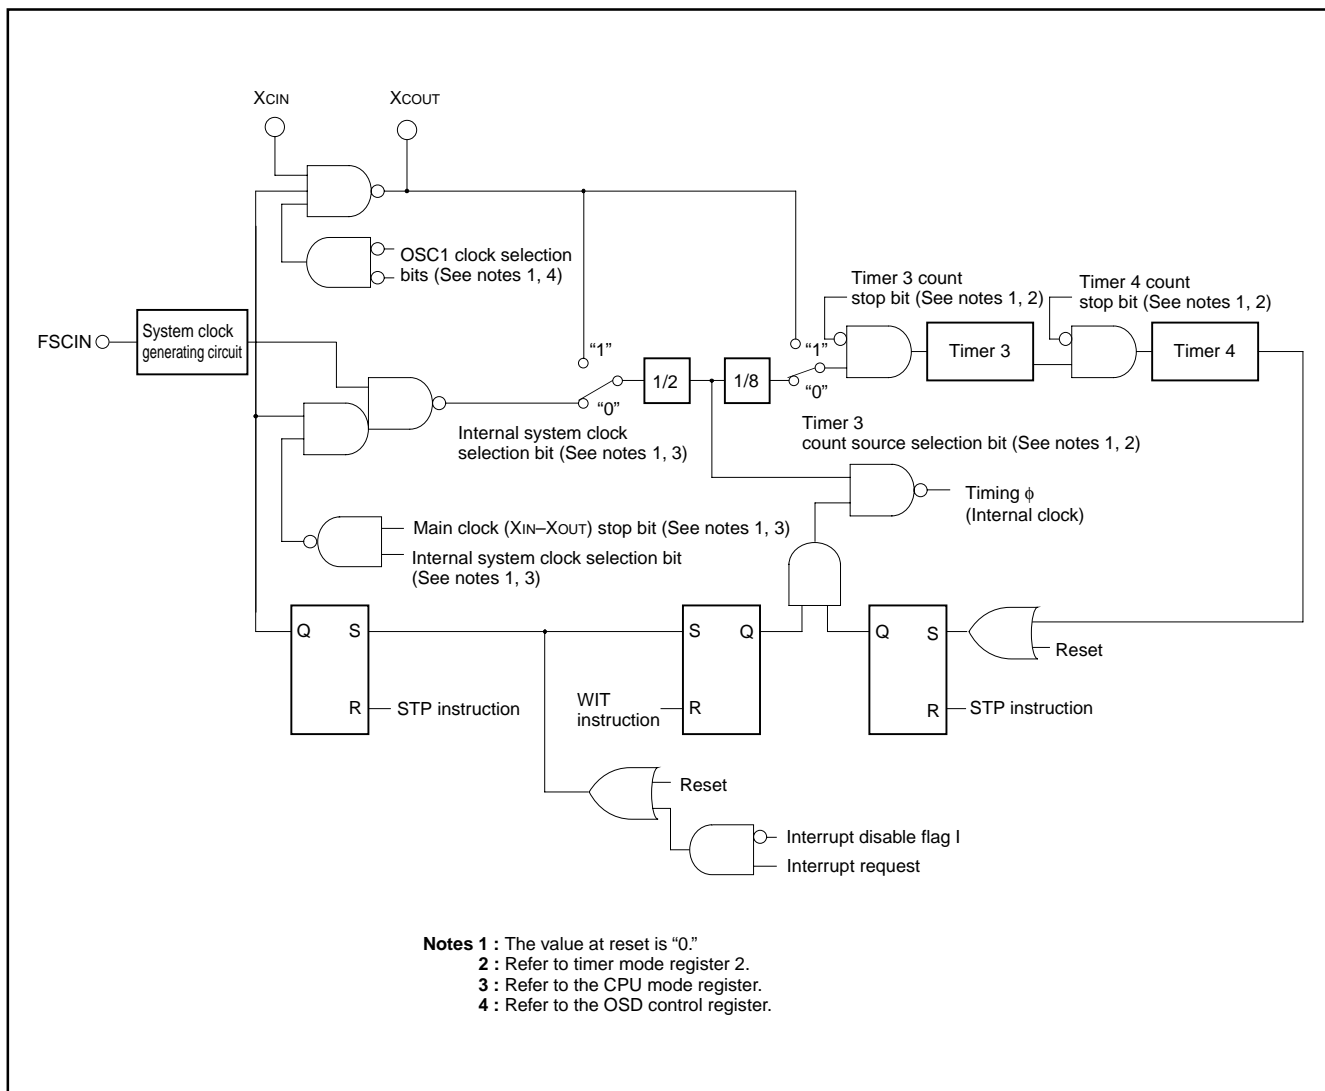 XCIN
XCOUT
OSC1 clock selection
bits (See notes 1, 4)
Timer 3 count
stop bit (See notes 1, 2)
Timer 4 count
stop bit (See notes 1, 2)
FSCIN
System clock
generating circuit
“1”
“0”
1/2
1/8
“1”
“0”
Timer 3
Timer 4
Internal system clock
selection bit (See notes 1, 3)
Timer 3
count source selection bit (See notes 1, 2)
Timing ϕ
(Internal clock)
Main clock (XIN–XOUT) stop bit (See notes 1, 3)
Internal system clock selection bit
(See notes 1, 3)
Q S
R
STP instruction
S Q
R
WIT
instruction
Q S
R
Reset
STP instruction
Reset
Interrupt disable flag I
Interrupt request
Notes 1 : The value at reset is “0.”
2 : Refer to timer mode register 2.
3 : Refer to the CPU mode register.
4 : Refer to the OSD control register.